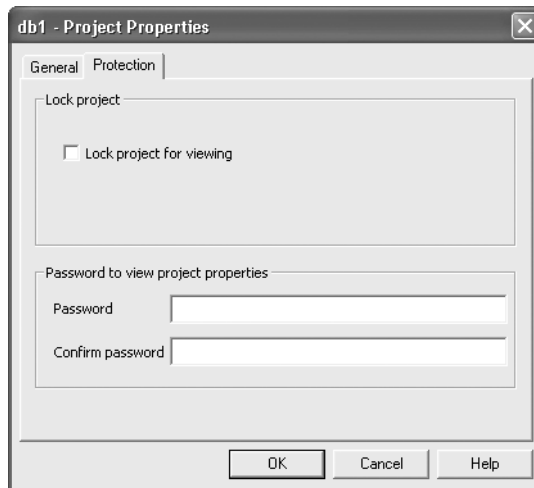 db1 - Project Properties
General Protection
Lock project
Lock project for viewing
Password to view project properties
Password
Confirm password
OK Cancel Help